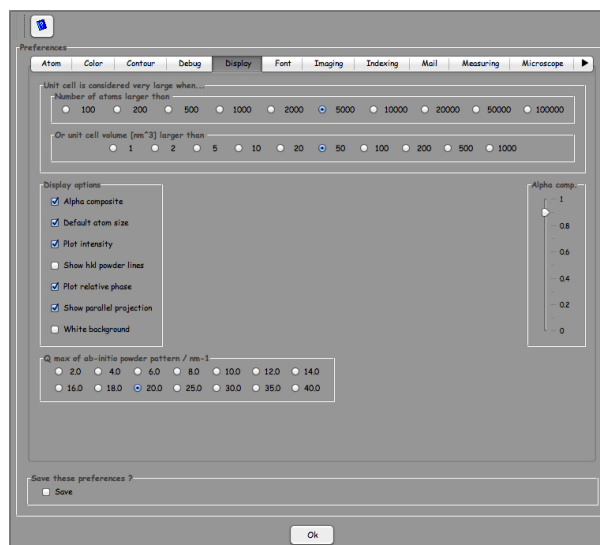 Preferences
Atom Color Contour Debug Display Font Imaging Indexing Mail Measuring Microscope
Unit cell is considered very large when...
Number of atoms larger than
100 200 500 1000 2000 5000 10000 20000 50000 100000
Or unit cell volume [nm^3] larger than
1 2 5 10 20 50 100 200 500 1000
Display options
Alpha composite
Default atom size
Plot intensity
Show hkl powder lines
Plot relative phase
Show parallel projection
White background
Alpha comp.
1
0.8
0.6
0.4
0.2
0
Q max of ab-initio powder pattern / nm-1
2.0 4.0 6.0 8.0 10.0 12.0 14.0
16.0 18.0 20.0 25.0 30.0 35.0 40.0
Save these preferences ?
Save
Ok